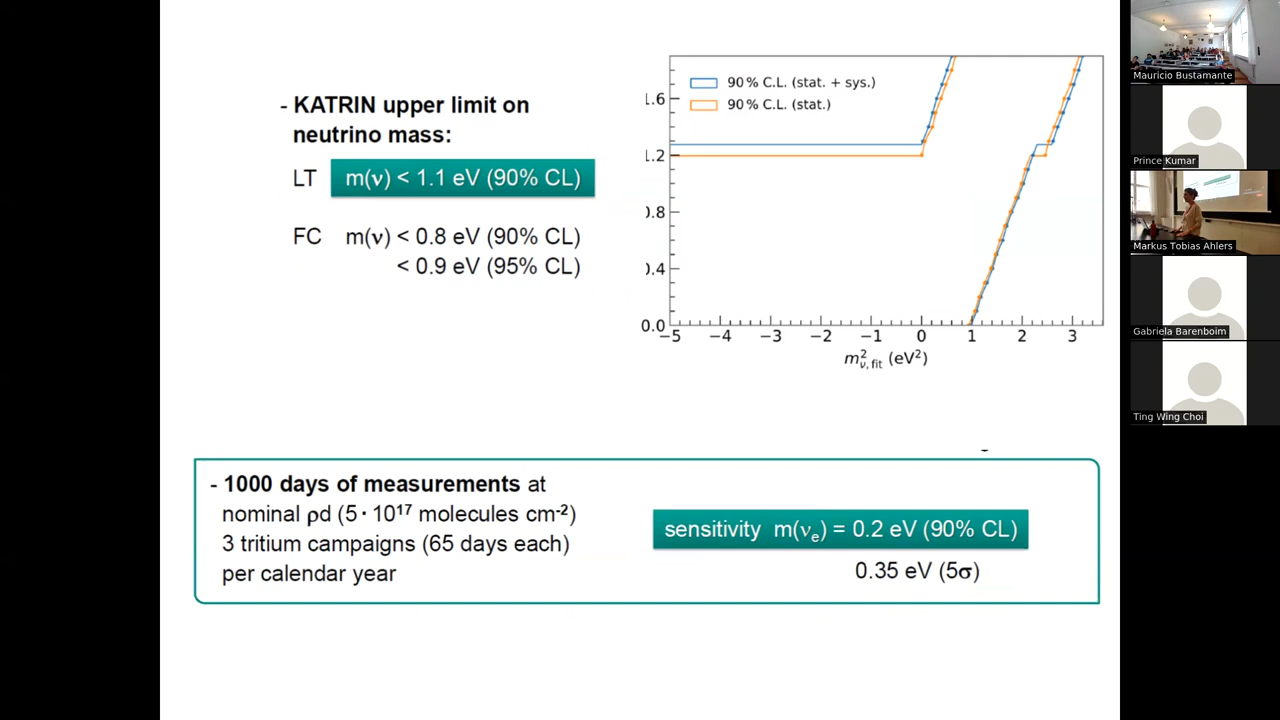 - KATRIN upper limit on
neutrino mass:
LT m(ν) < 1.1 eV (90% CL)
FC m(ν) < 0.8 eV (90% CL)
< 0.9 eV (95% CL)
90 % C.L. (stat. + sys.)
90 % C.L. (stat.)
1.6
1.2
0.8
0.4
0.0
−5 −4 −3 −2 −1 0 1 2 3
m²ν, fit (eV²)
- 1000 days of measurements at
nominal ρd (5 · 10¹⁷ molecules cm⁻²)
3 tritium campaigns (65 days each)
per calendar year
sensitivity m(νe) = 0.2 eV (90% CL)
0.35 eV (5σ)
Mauricio Bustamante
Prince Kumar
Markus Tobias Ahlers
Gabriela Barenboim
Ting Wing Choi